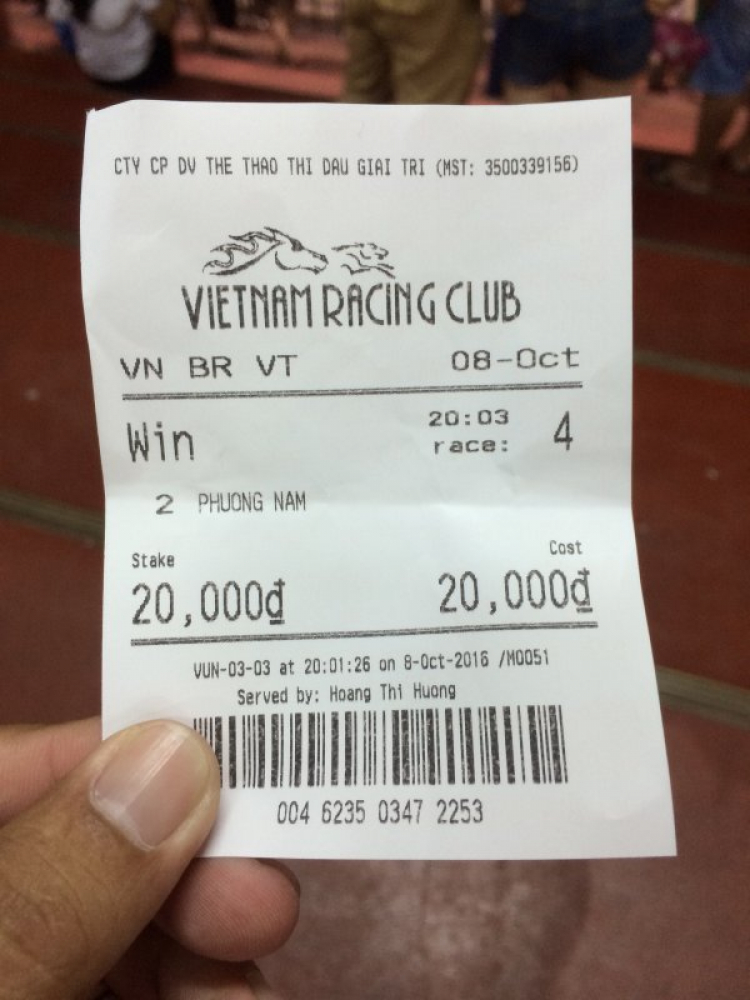 CTY CP DV THE THAO THI DAU GIAI TRI (MST: 3500339156)
VIETNAM RACING CLUB
VN BR VT 08-Oct
Win 20:03 race: 4
2 PHUONG NAM
Stake Cost
20,000₫ 20,000₫
VUN-03-03 at 20:01:26 on 8-Oct-2016 /M0051
Served by: Hoang Thi Huong
004 6235 0347 2253